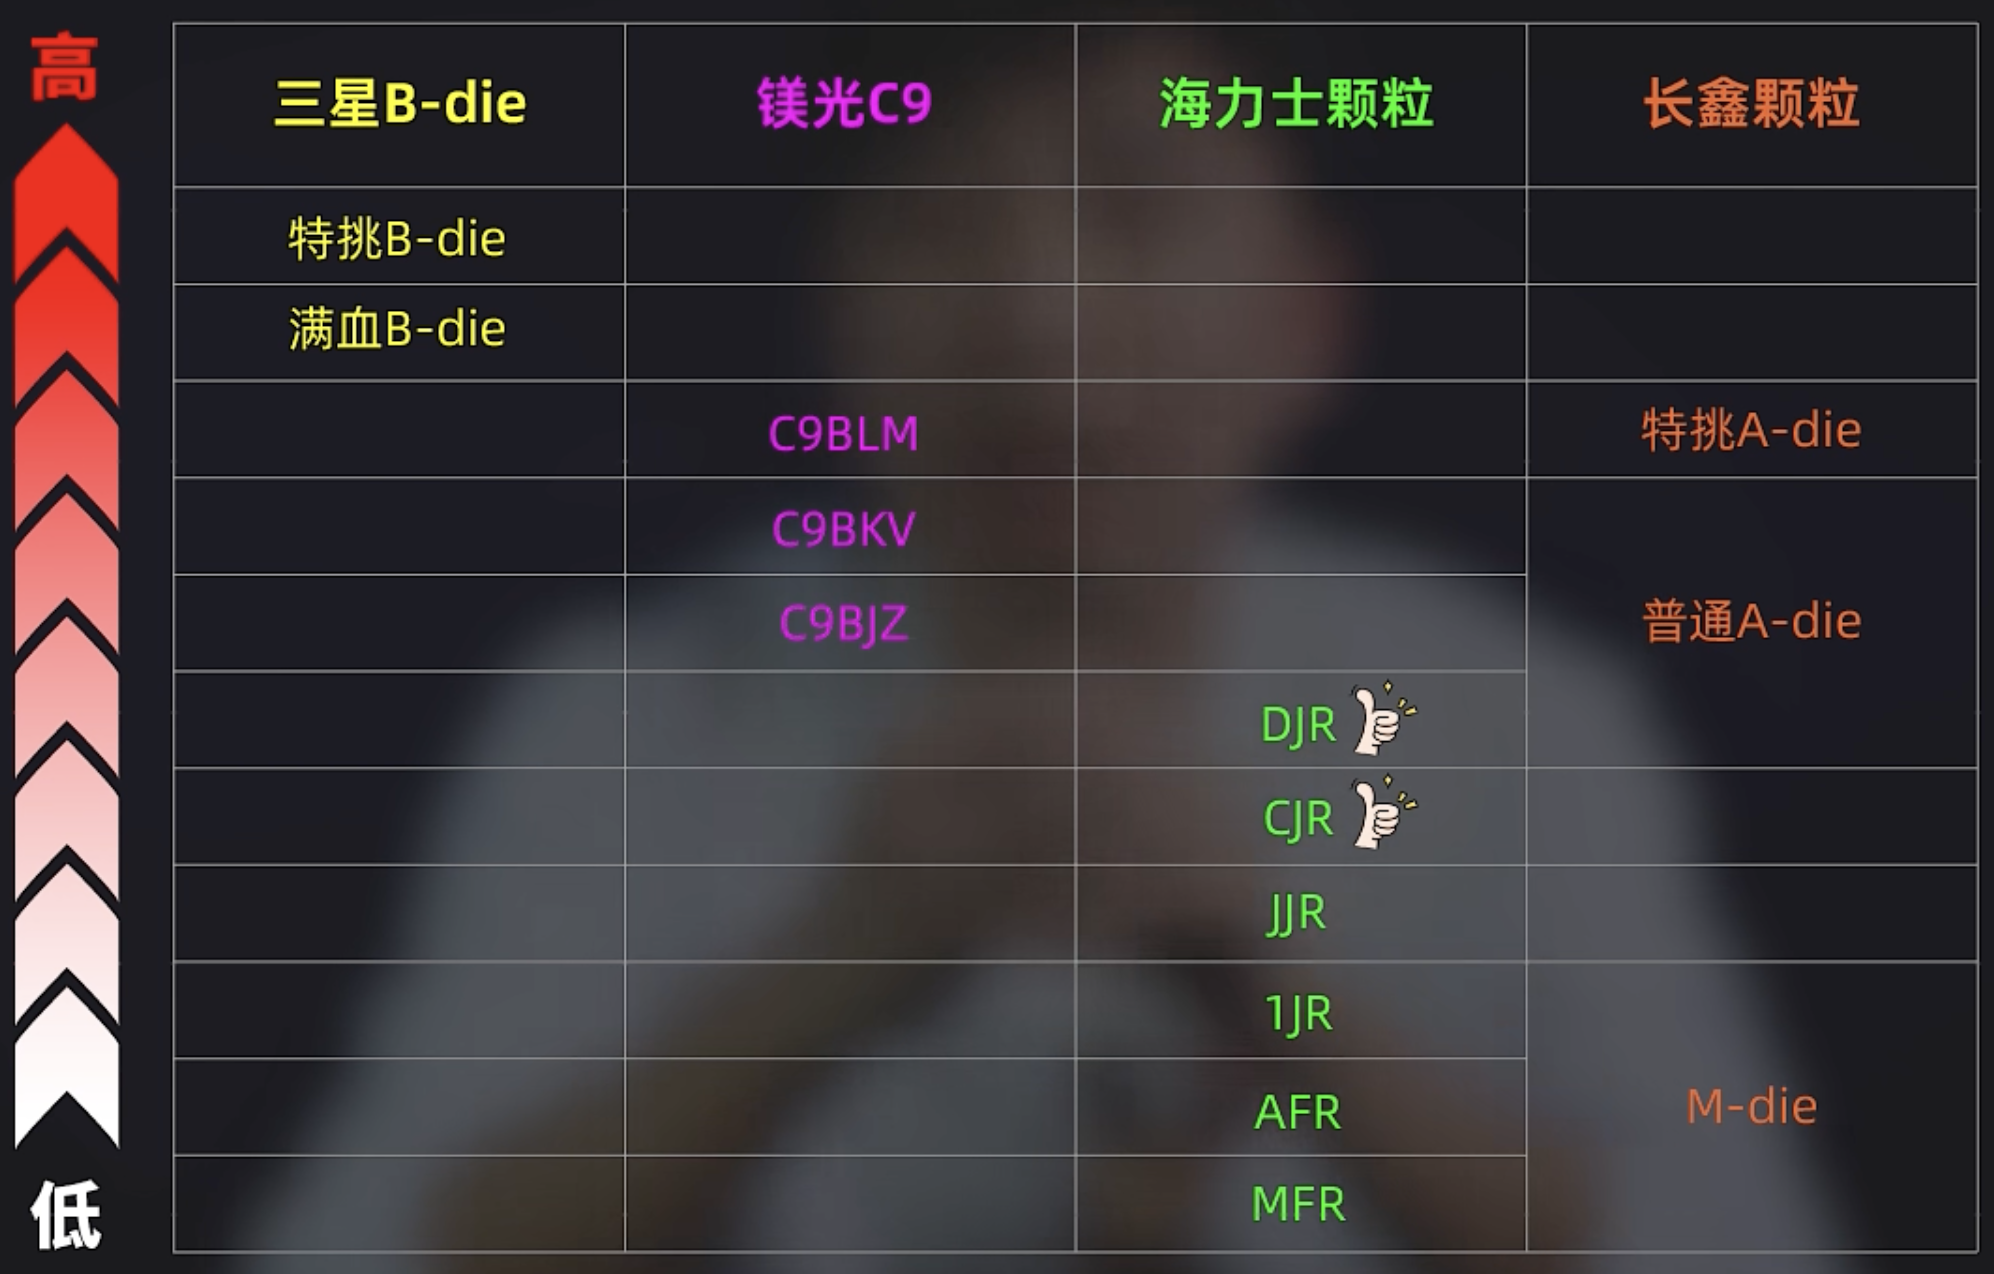 高
三星B-die 镁光C9 海力士颗粒 长鑫颗粒
特挑B-die
满血B-die
C9BLM 特挑A-die
C9BKV
C9BJZ 普通A-die
DJR
CJR
JJR
1JR
AFR M-die
MFR
低